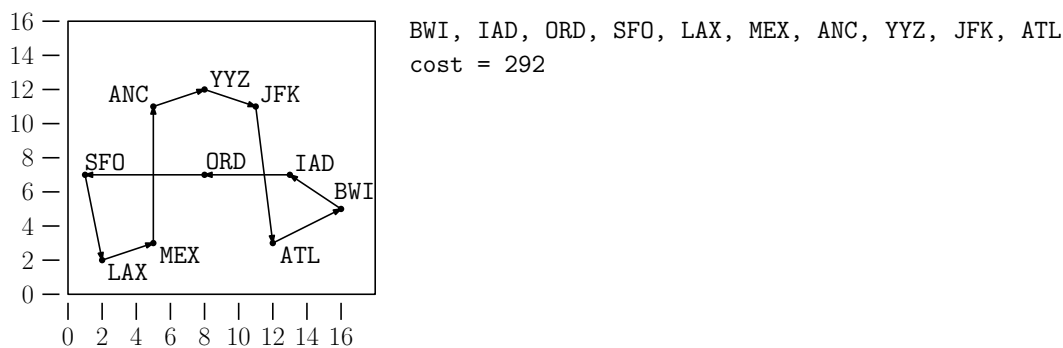 BWI, IAD, ORD, SFO, LAX, MEX, ANC, YYZ, JFK, ATL
cost = 292
16
14
12
10
8
6
4
2
0
YYZ
ANC
JFK
SFO
ORD
IAD
BWI
MEX
ATL
LAX
0 2 4 6 8 10 12 14 16